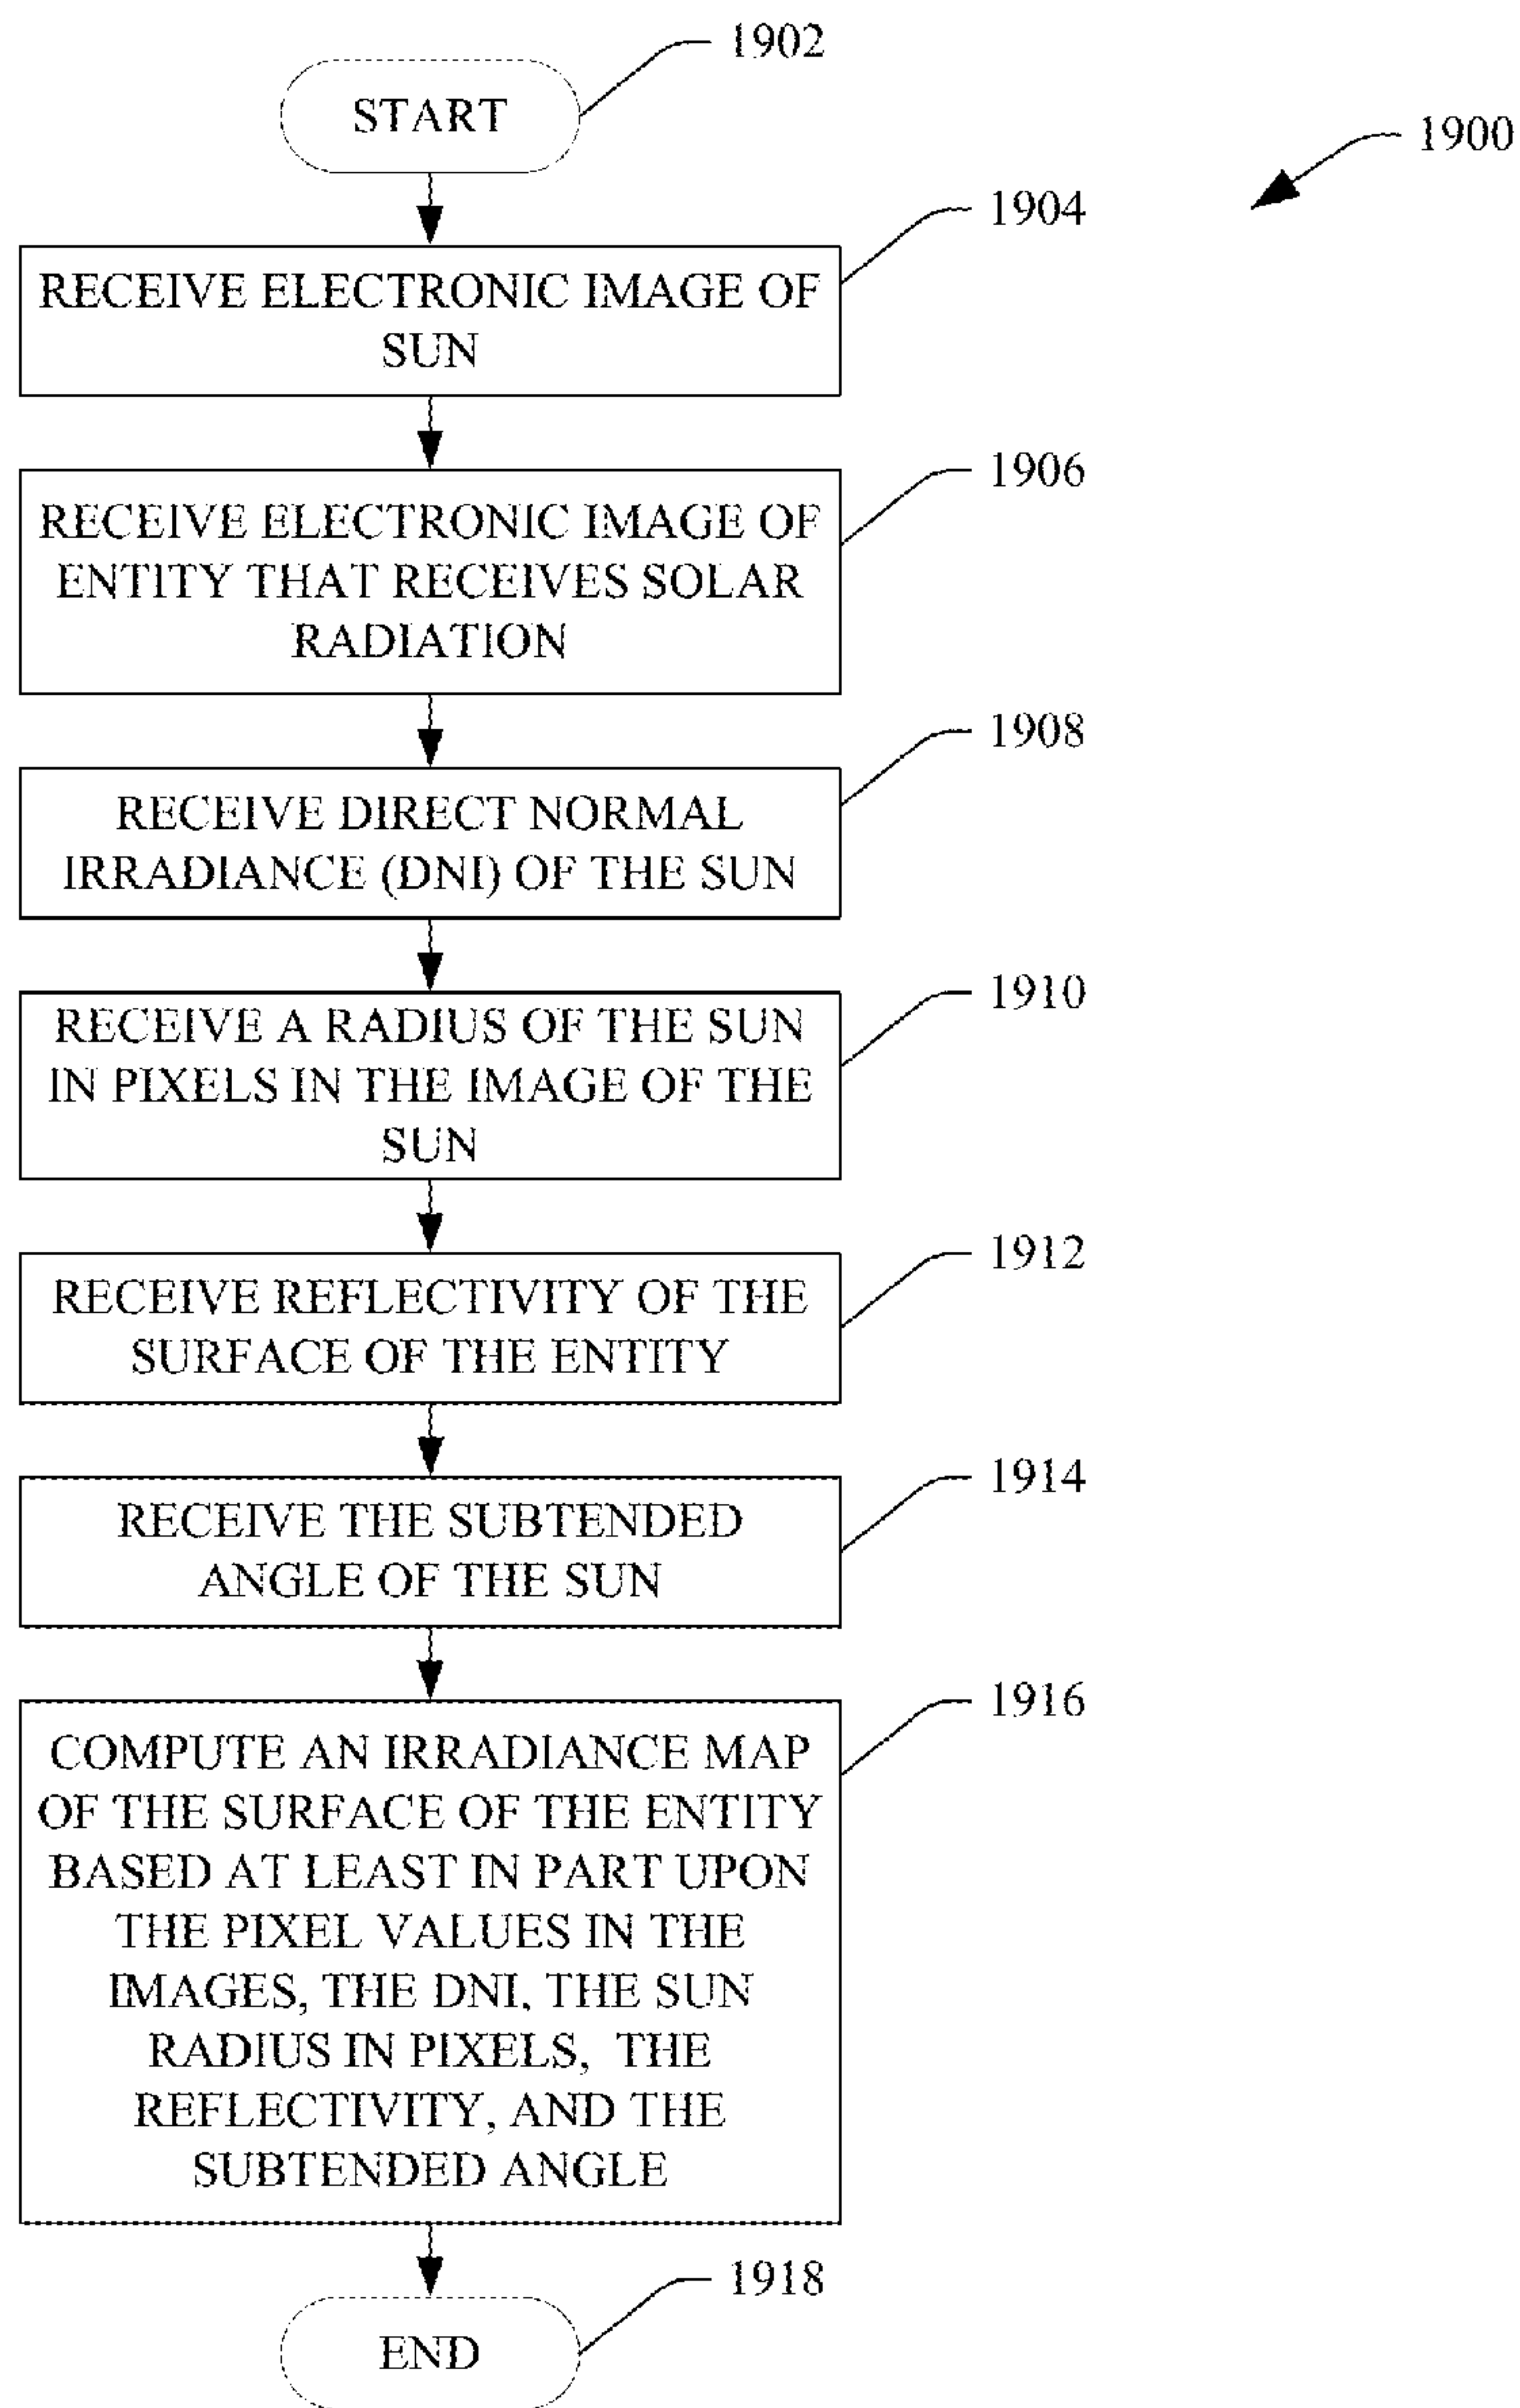 1902
START
1900
1904
RECEIVE ELECTRONIC IMAGE OF
SUN
1906
RECEIVE ELECTRONIC IMAGE OF
ENTITY THAT RECEIVES SOLAR
RADIATION
1908
RECEIVE DIRECT NORMAL
IRRADIANCE (DNI) OF THE SUN
1910
RECEIVE A RADIUS OF THE SUN
IN PIXELS IN THE IMAGE OF THE
SUN
1912
RECEIVE REFLECTIVITY OF THE
SURFACE OF THE ENTITY
1914
RECEIVE THE SUBTENDED
ANGLE OF THE SUN
1916
COMPUTE AN IRRADIANCE MAP
OF THE SURFACE OF THE ENTITY
BASED AT LEAST IN PART UPON
THE PIXEL VALUES IN THE
IMAGES, THE DNI, THE SUN
RADIUS IN PIXELS, THE
REFLECTIVITY, AND THE
SUBTENDED ANGLE
1918
END